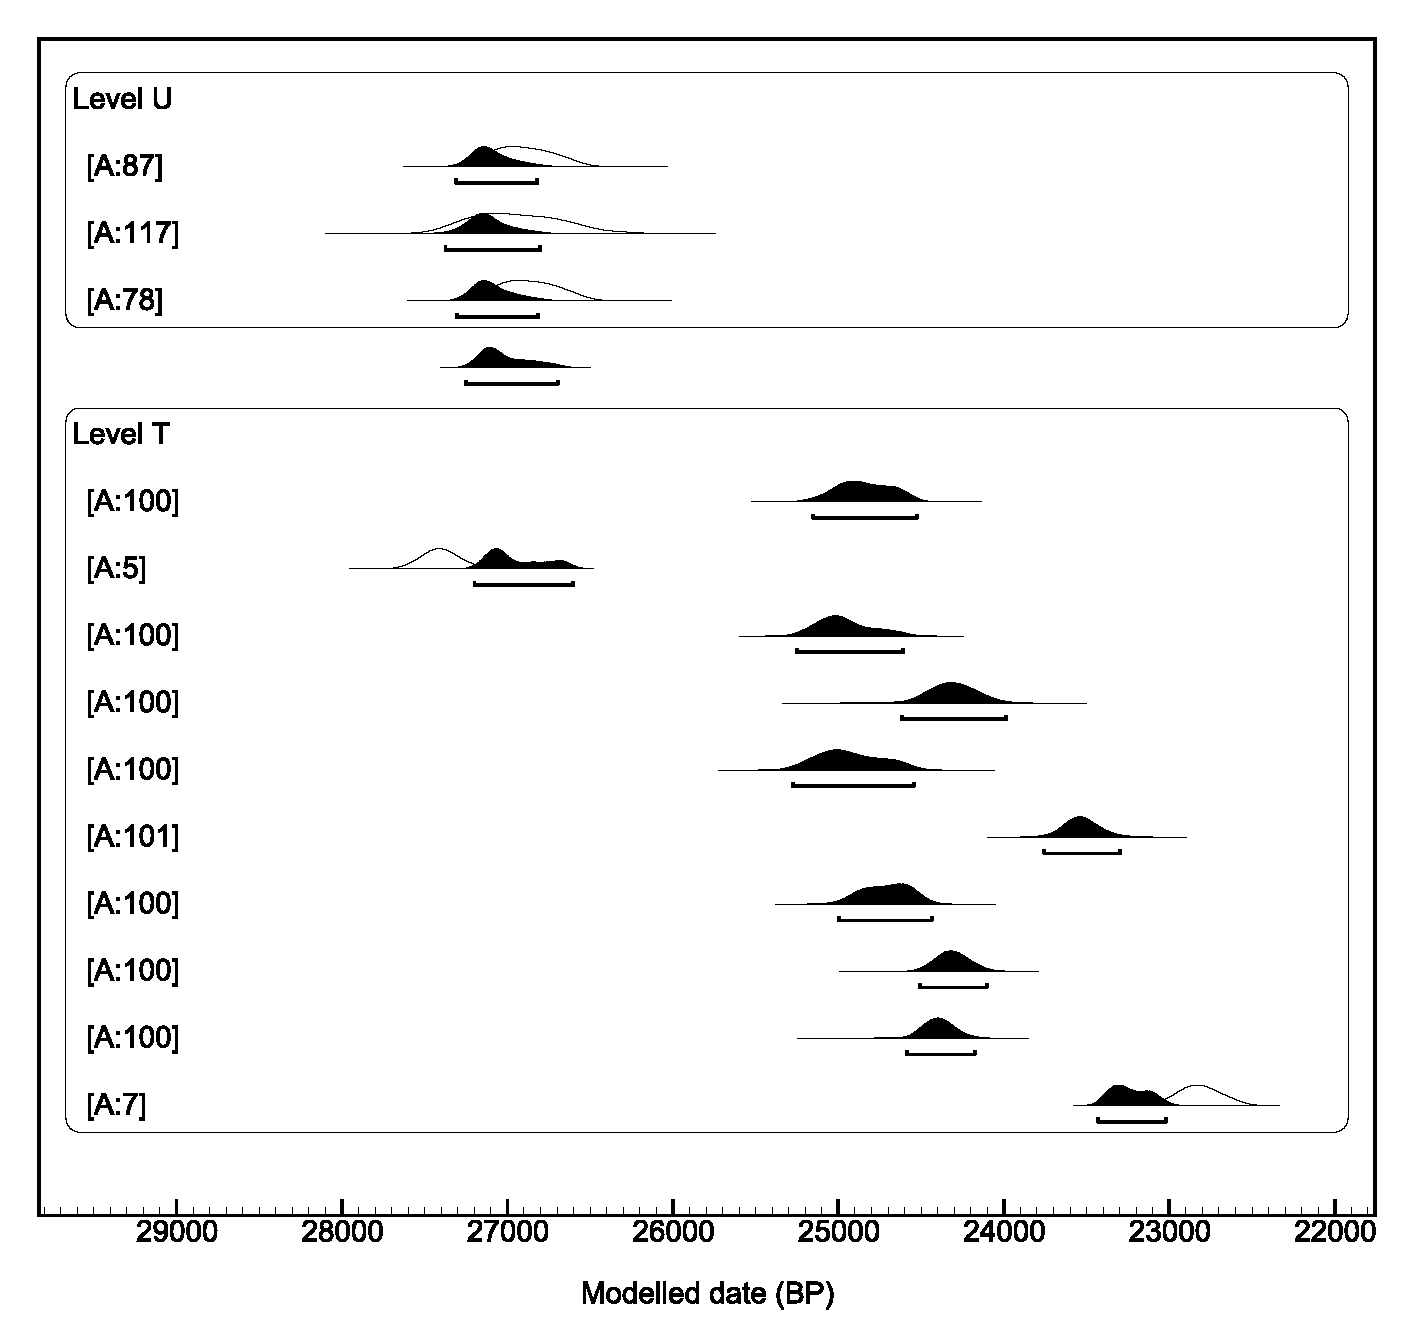 Level U
[A:87]
[A:117]
[A:78]
Level T
[A:100]
[A:5]
[A:100]
[A:100]
[A:100]
[A:101]
[A:100]
[A:100]
[A:100]
[A:7]
29000 28000 27000 26000 25000 24000 23000 22000
Modelled date (BP)